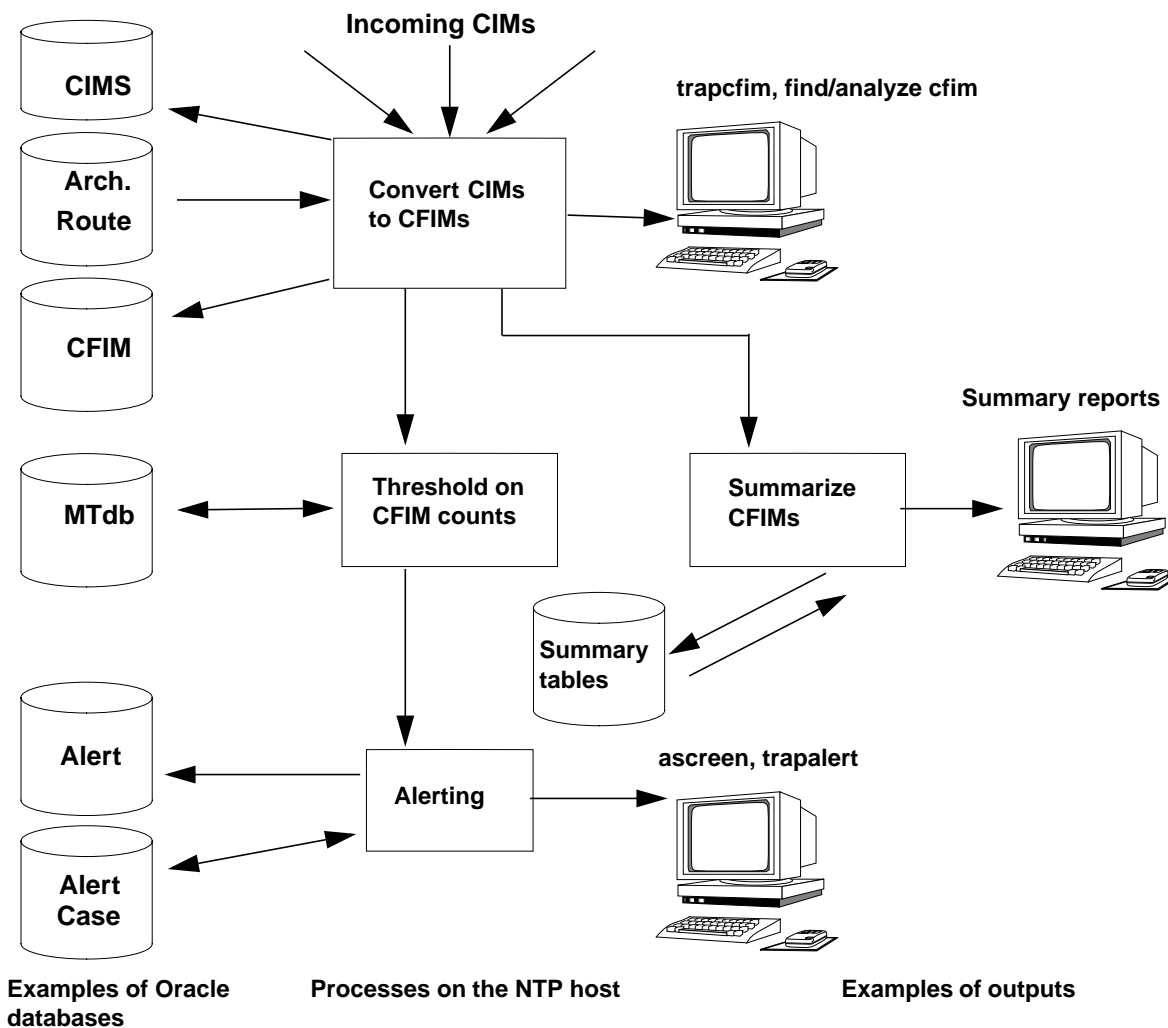 Incoming CIMs
CIMS
trapcfim, find/analyze cfim
Arch.
Route
Convert CIMs
to CFIMs
CFIM
Summary reports
MTdb
Threshold on
CFIM counts
Summarize
CFIMs
Summary
tables
Alert
ascreen, trapalert
Alerting
Alert
Case
Examples of Oracle
databases
Processes on the NTP host
Examples of outputs